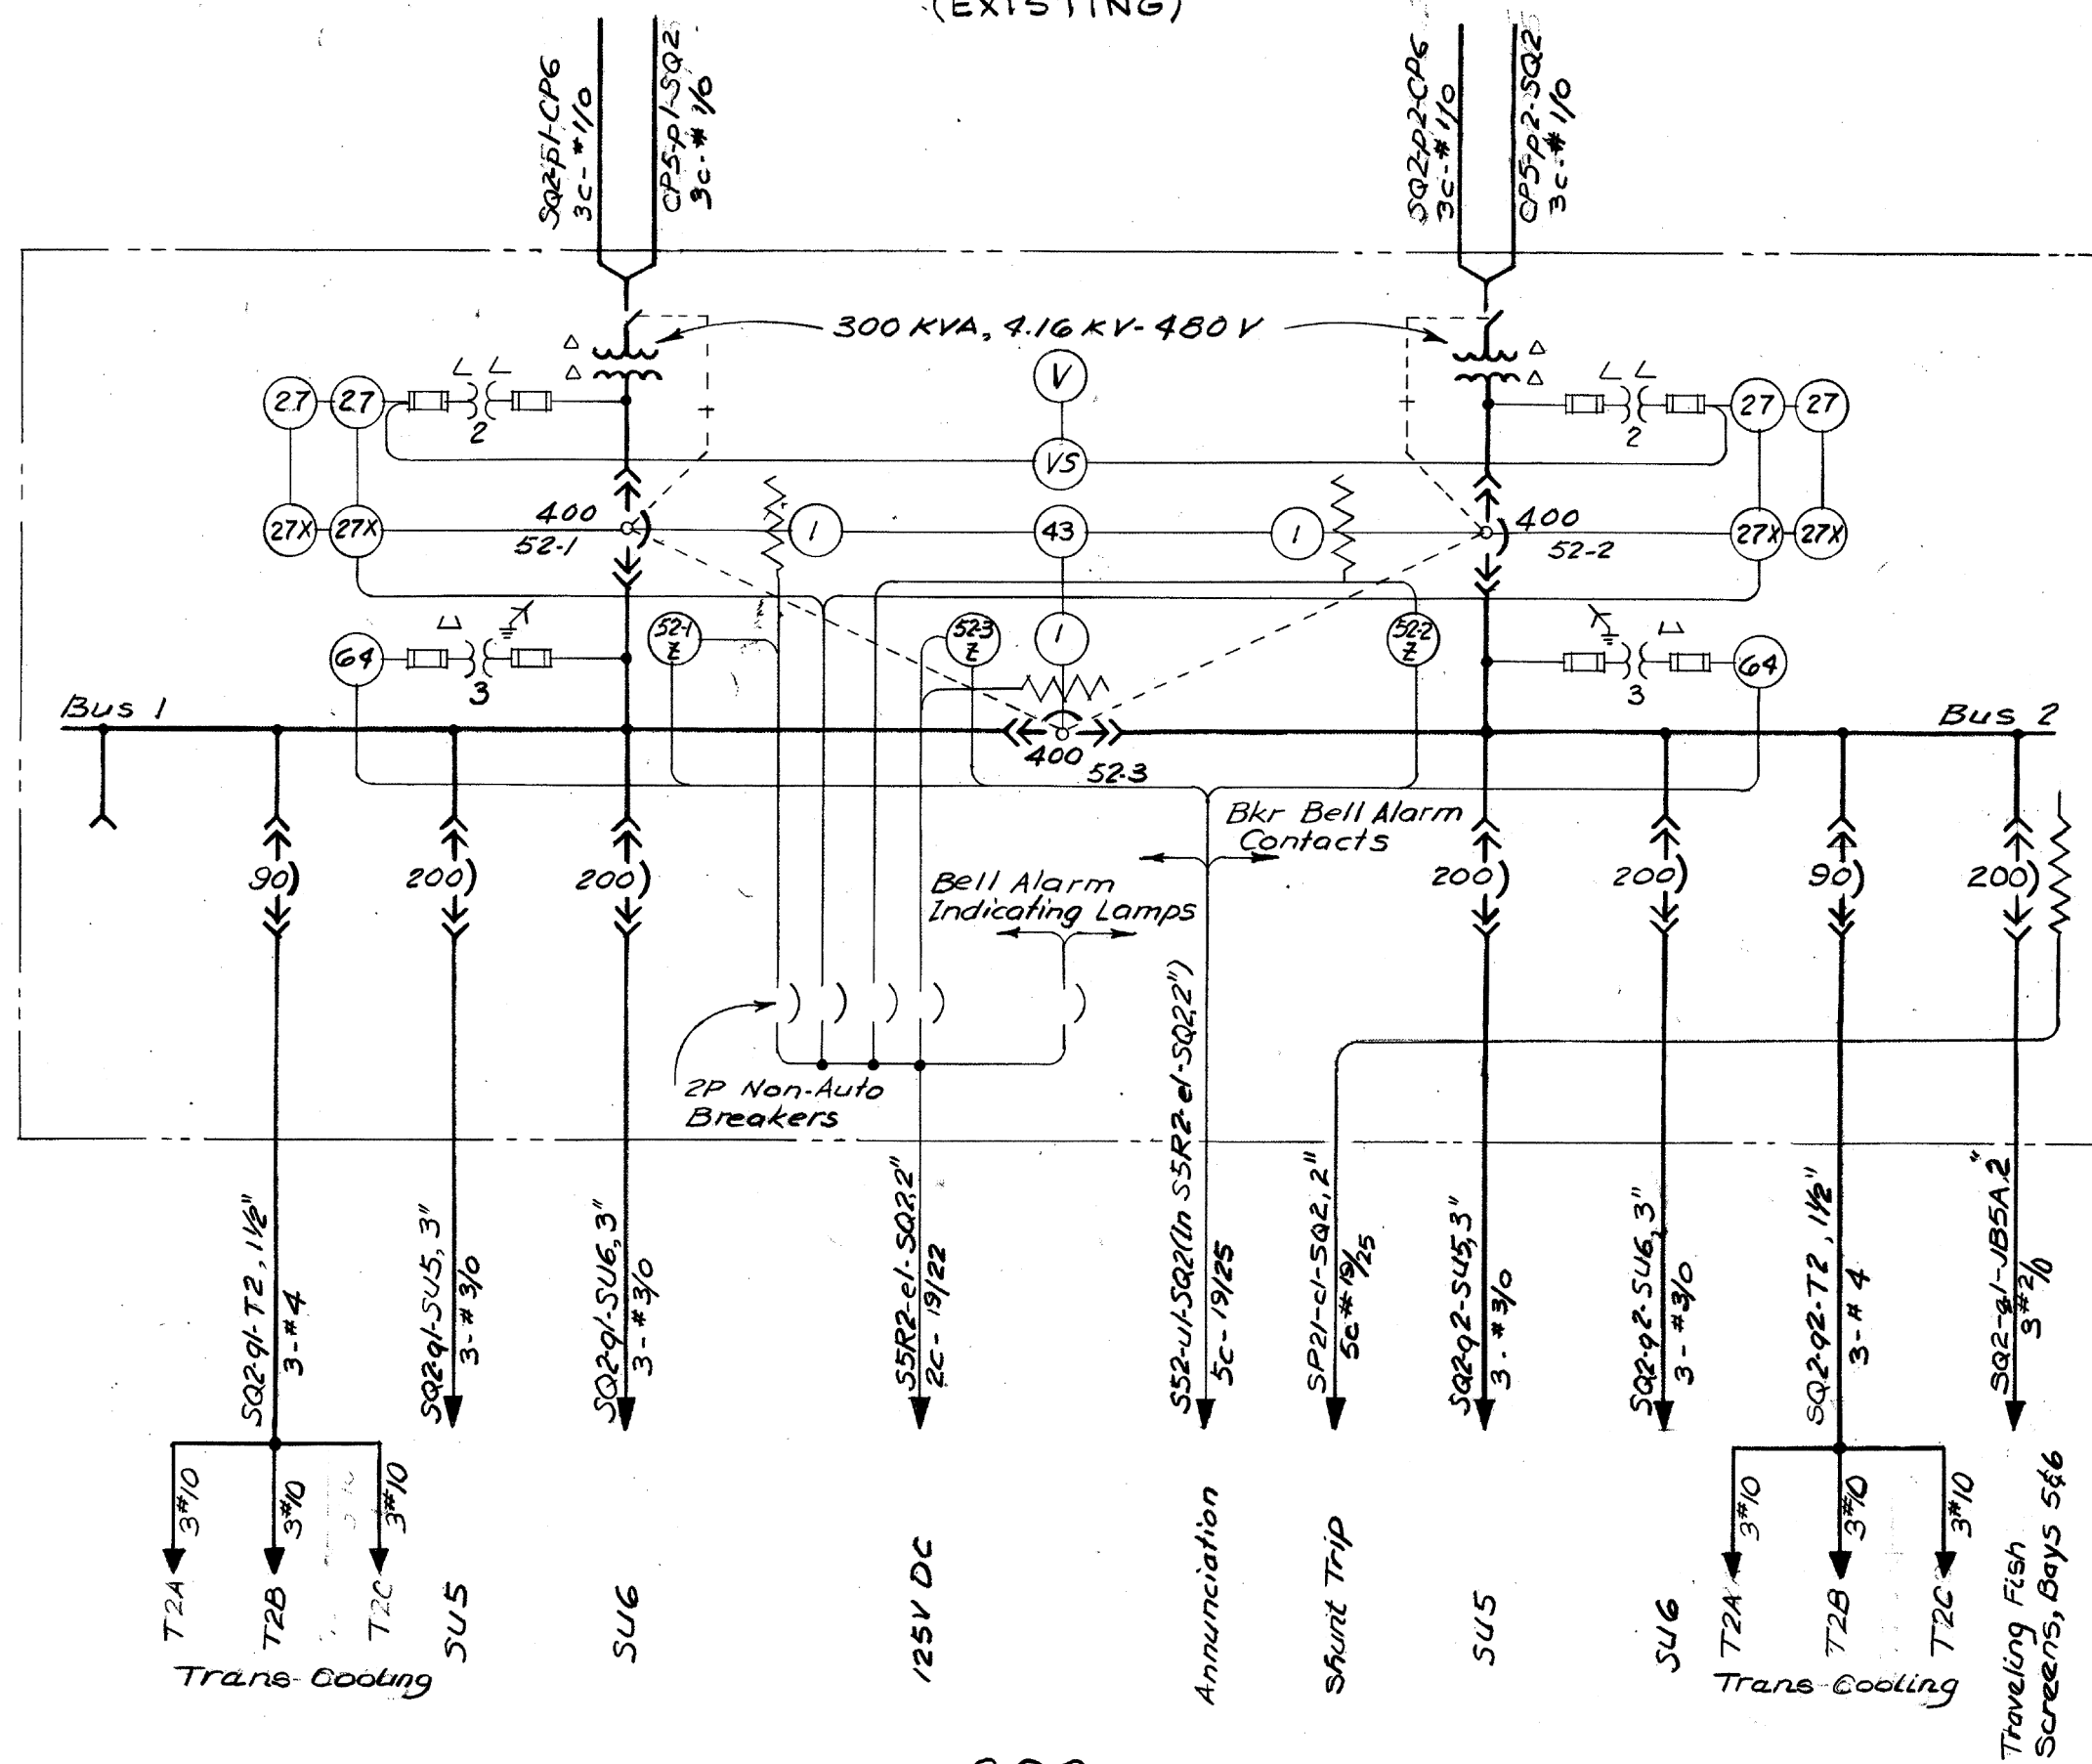 (EXISTING)
SQ2-p1-CP6
3c-#1/0
CP5-p1-SQ2
3c-#1/0
SQ2-p2-CP6
3c-#1/0
CP5-p2-SQ2
3c-#1/0
300 KVA, 4.16 KV-480 V
27
27
2
V
VS
2
27
27
27X
27X
400
52-1
1
43
1
400
52-2
27X
27X
64
3
52-1
Z
52-3
Z
1
52-2
Z
3
64
Bus 1
400
52-3
Bus 2
Bkr Bell Alarm
Contacts
90
200
200
Bell Alarm
Indicating Lamps
200
200
90
200
2P Non-Auto
Breakers
SQ2-q1-T2, 1½"
3-#4
SQ2-q1-SU5, 3"
3-#3/0
SQ2-q1-SU6, 3"
3-#3/0
S5R2-e1-SQ2,2"
2c-19/22
S52-u1-SQ2(In S5R2-e1-SQ2,2")
5c-19/25
SP21-c1-SQ2, 2"
5c#19/25
SQ2-q2-SU5,3"
3-#3/0
SQ2-q2-SU6,3"
3-#3/0
SQ2-q2-T2, 1½"
3-#4
SQ2-q1-JB5A,2"
3#2/0
3#10
3#10
3#10
3#10
3#10
3#10
T2A
T2B
T2C
Trans-Cooling
SU5
SU6
125V DC
Annunciation
Shunt Trip
SU5
SU6
T2A
T2B
T2C
Trans-Cooling
Traveling Fish
Screens, Bays 5&6